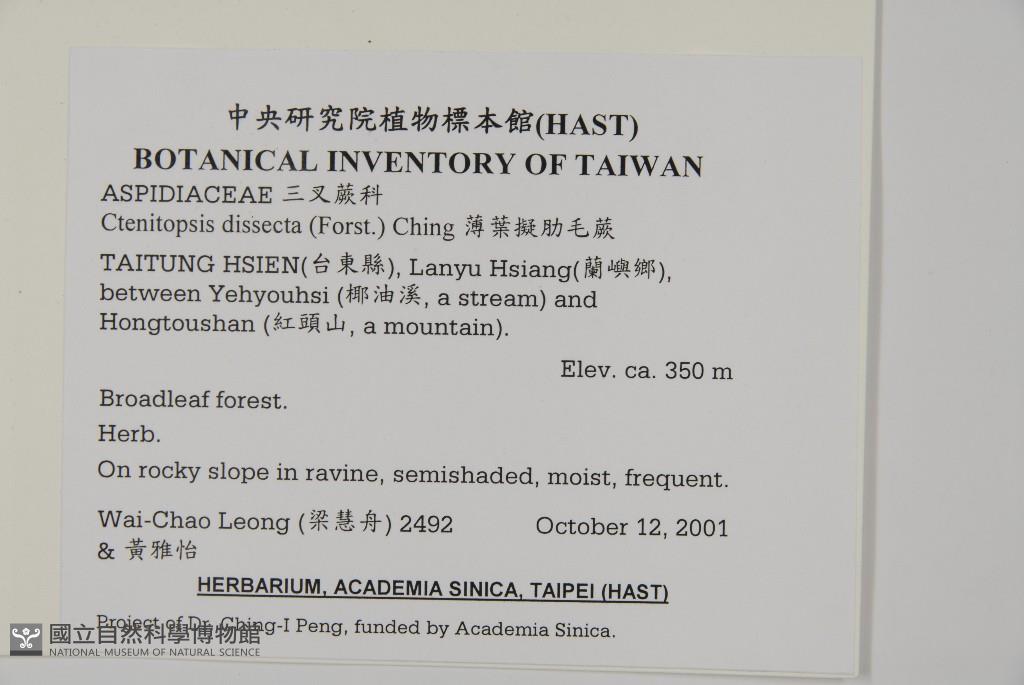 中央研究院植物標本館(HAST)
BOTANICAL INVENTORY OF TAIWAN
ASPIDIACEAE 三叉蕨科
Ctenitopsis dissecta (Forst.) Ching 薄葉擬肋毛蕨
TAITUNG HSIEN(台東縣), Lanyu Hsiang(蘭嶼鄉),
between Yehyouhsi (椰油溪, a stream) and
Hongtoushan (紅頭山, a mountain).
Elev. ca. 350 m
Broadleaf forest.
Herb.
On rocky slope in ravine, semishaded, moist, frequent.
Wai-Chao Leong (梁慧舟) 2492 October 12, 2001
& 黃雅怡
HERBARIUM, ACADEMIA SINICA, TAIPEI (HAST)
Project of Dr. Ching-I Peng, funded by Academia Sinica.
國立自然科學博物館
NATIONAL MUSEUM OF NATURAL SCIENCE